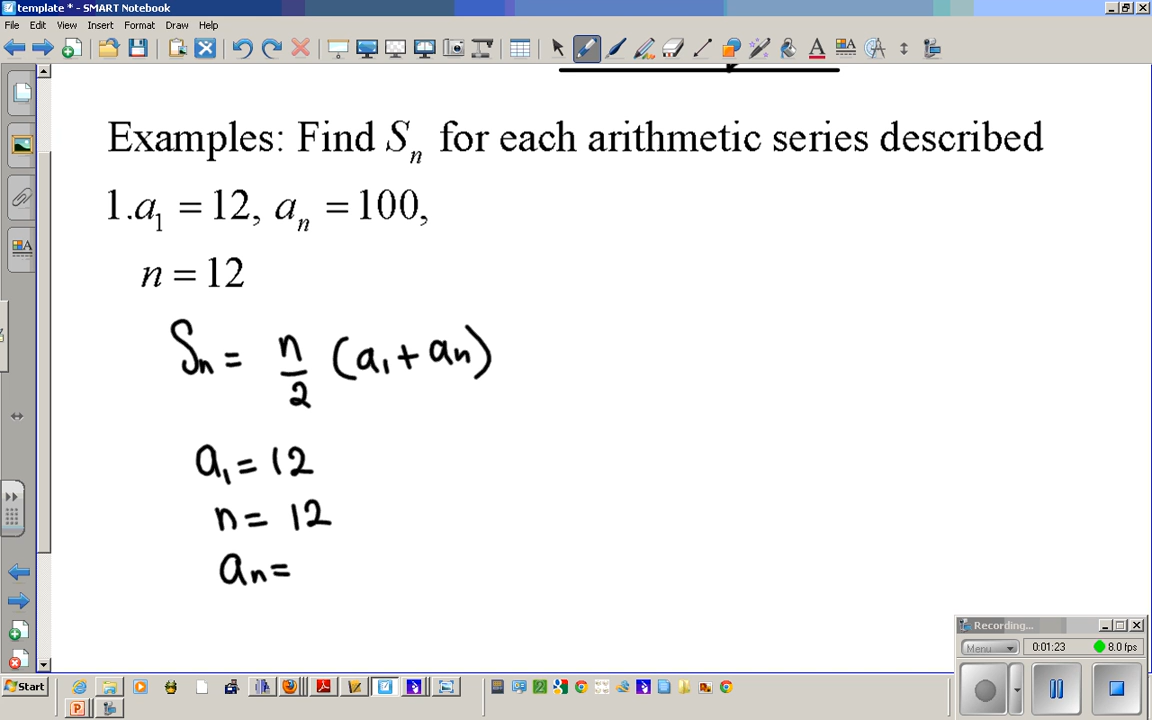 template * - SMART Notebook
File Edit View Insert Format Draw Help
Examples: Find Sₙ for each arithmetic series described
1. a₁ = 12, aₙ = 100,
n = 12
Sₙ = n/2 (a₁ + aₙ)
a₁ = 12
n = 12
aₙ =
Recording...
Menu 0:01:23 8.0 fps
Start